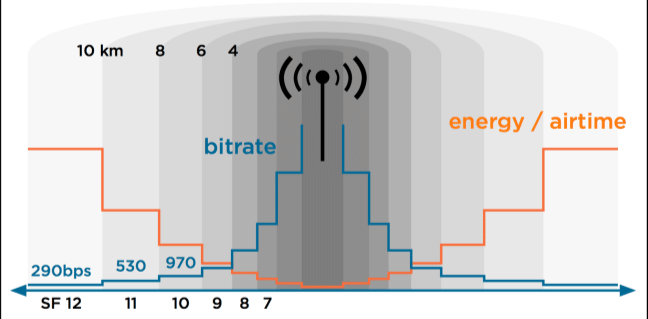 10 km 8 6 4
energy / airtime
bitrate
290bps 530 970
SF 12 11 10 9 8 7